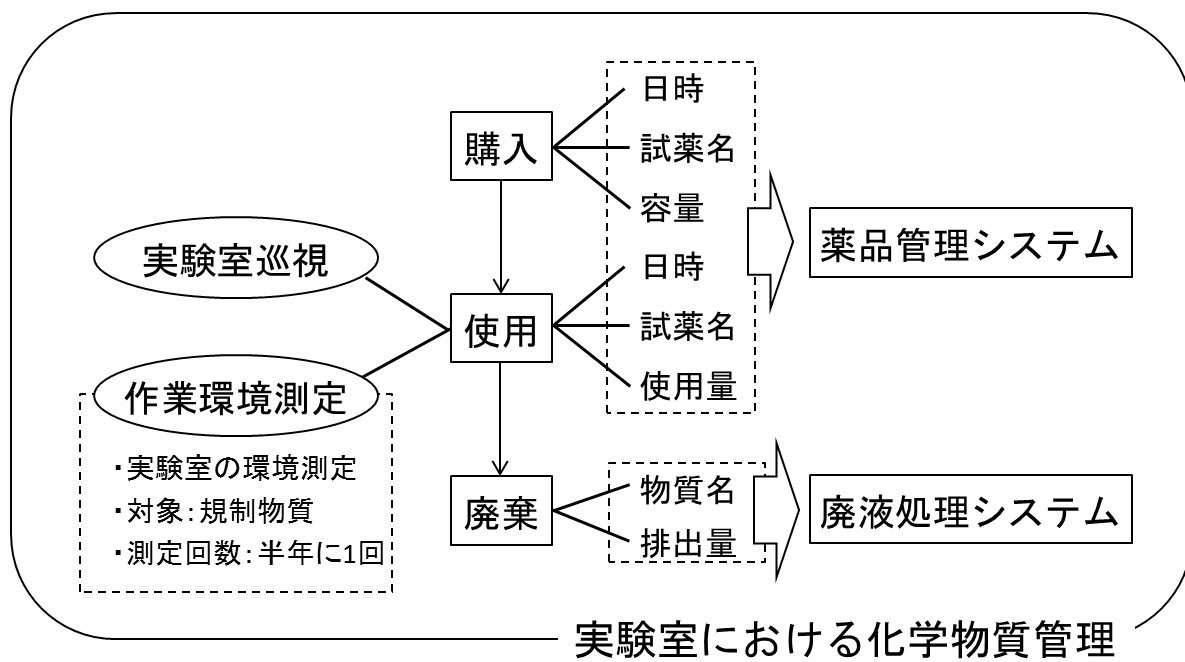 購入
日時
試薬名
容量
薬品管理システム
実験室巡視
使用
日時
試薬名
使用量
作業環境測定
・実験室の環境測定
・対象：規制物質
・測定回数：半年に1回
廃棄
物質名
排出量
廃液処理システム
実験室における化学物質管理